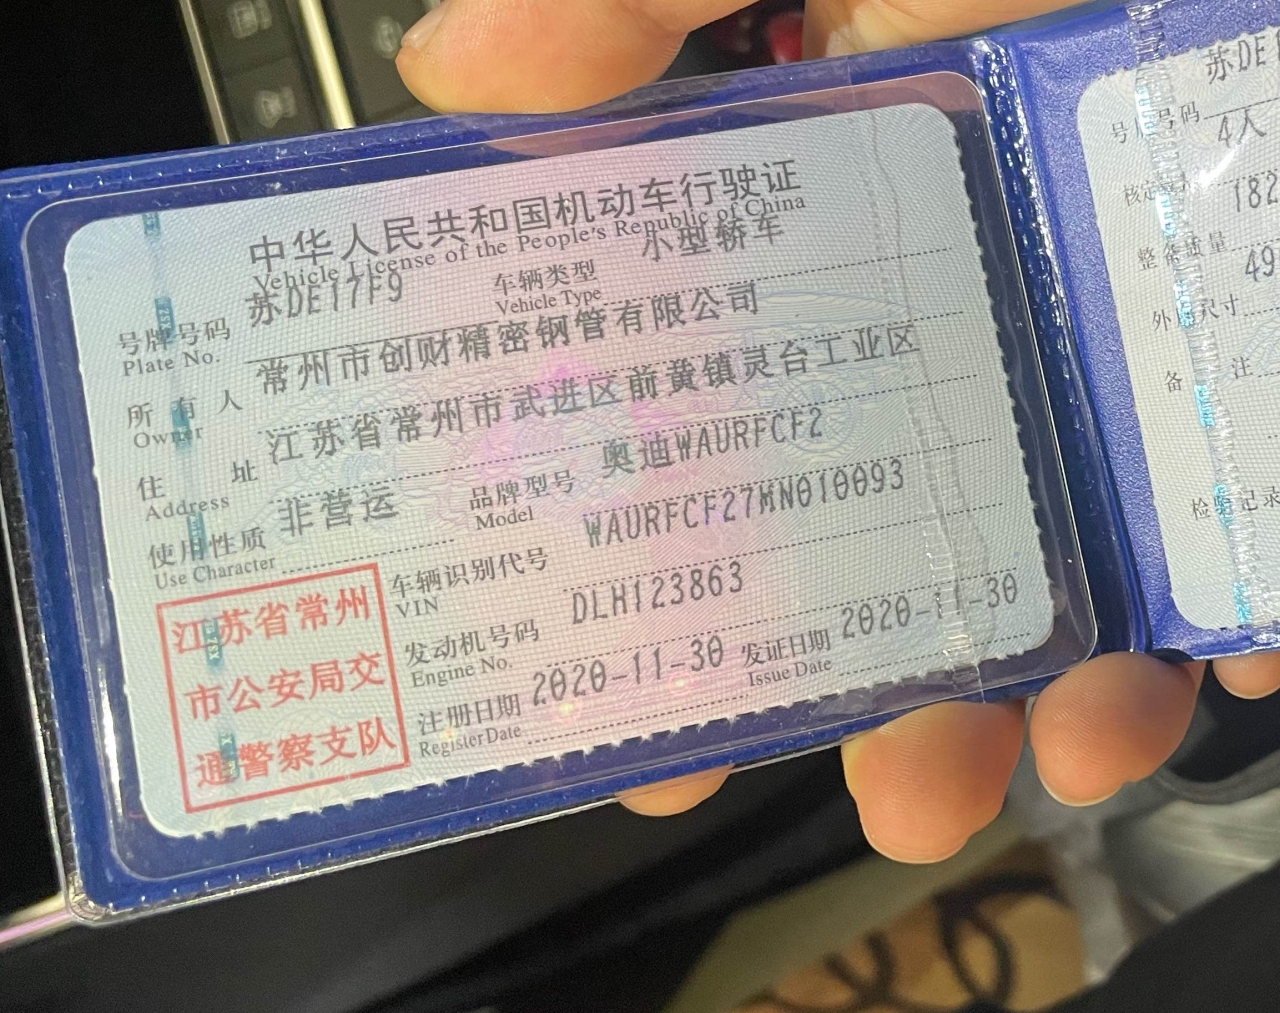 中华人民共和国机动车行驶证
Vehicle License of the People's Republic of China
号牌号码 苏DE17F9 车辆类型 小型轿车
Plate No. Vehicle Type
所有人 常州市创财精密钢管有限公司
Owner
住址 江苏省常州市武进区前黄镇灵台工业区
Address
使用性质 非营运 品牌型号 奥迪WAURFCF2
Use Character Model
车辆识别代号 WAURFCF27MN010093
VIN
发动机号码 DLH123863
Engine No.
注册日期 2020-11-30 发证日期 2020-11-30
Register Date Issue Date
江苏省常州
市公安局交
通警察支队
苏DE
号牌号码
4人
182
整备质量
49
外廓尺寸
备注
检验记录